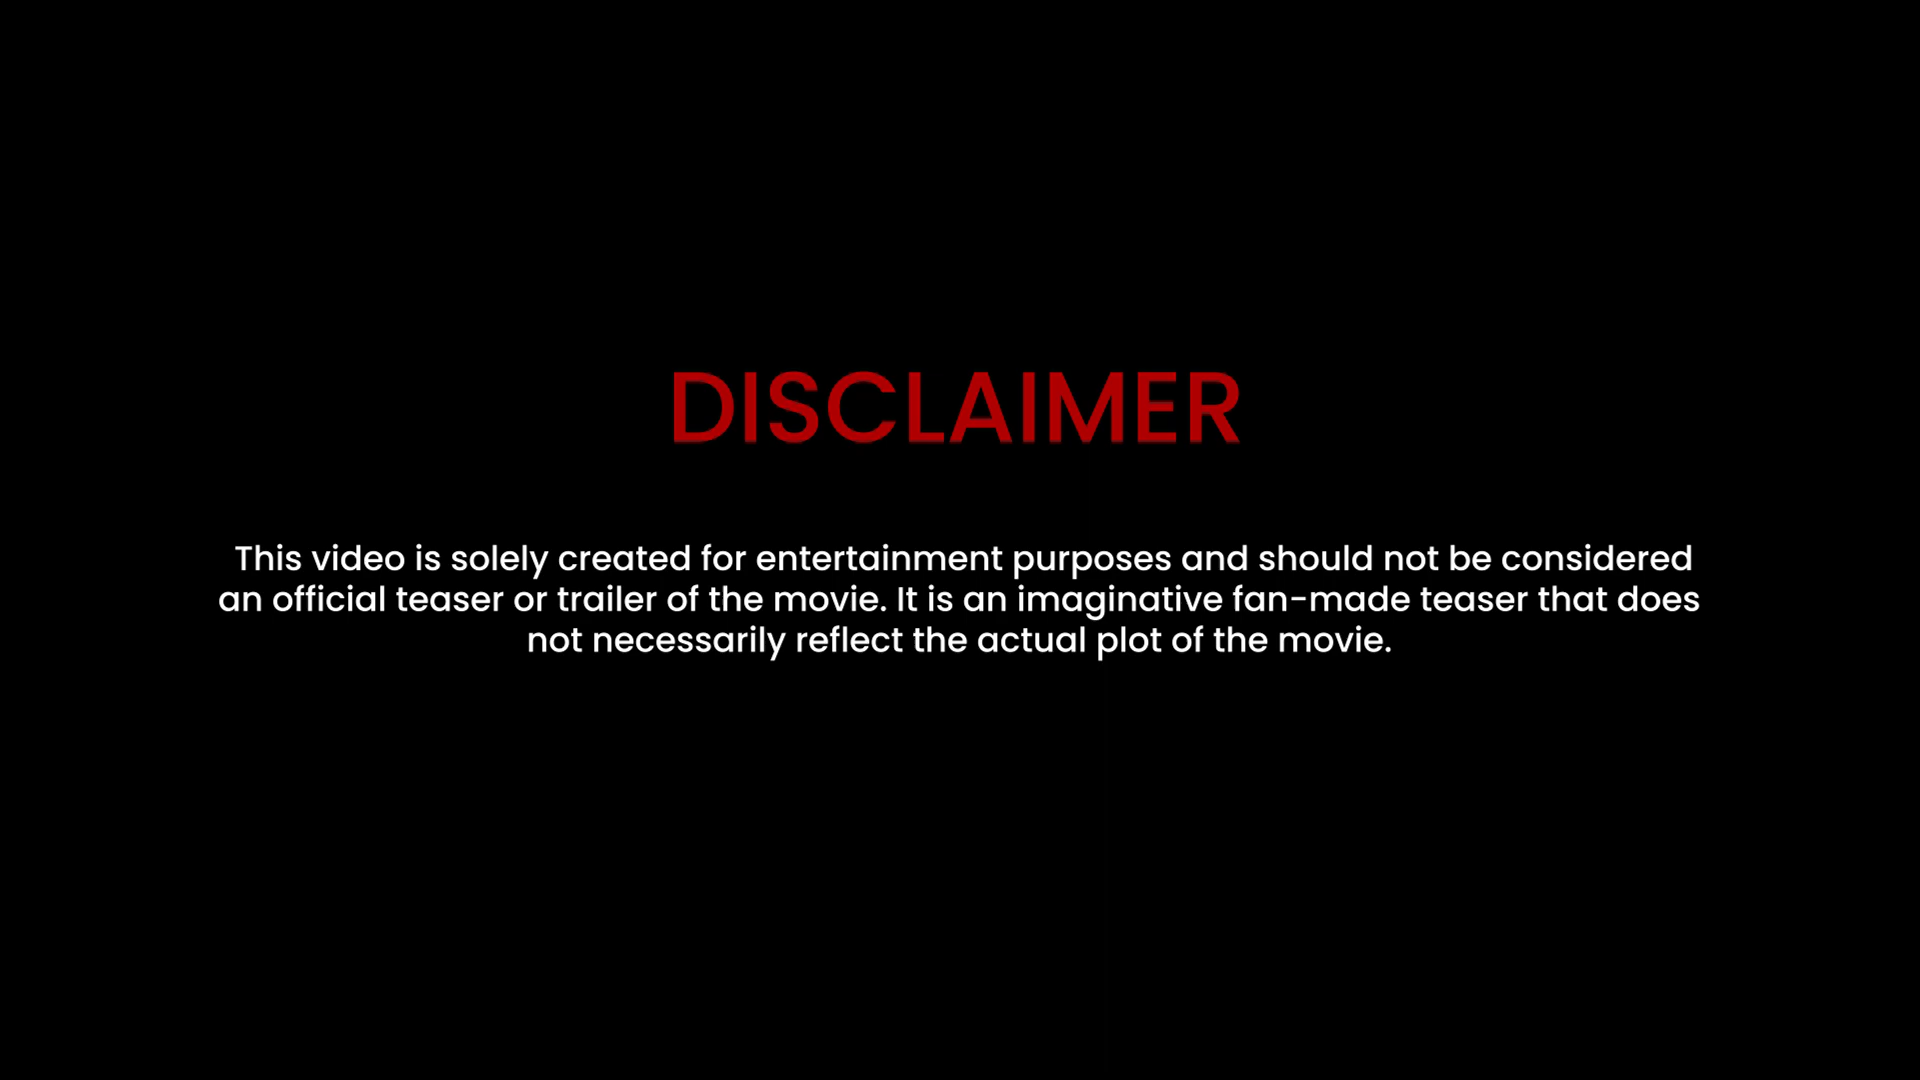 DISCLAIMER
This video is solely created for entertainment purposes and should not be considered
an official teaser or trailer of the movie. It is an imaginative fan-made teaser that does
not necessarily reflect the actual plot of the movie.